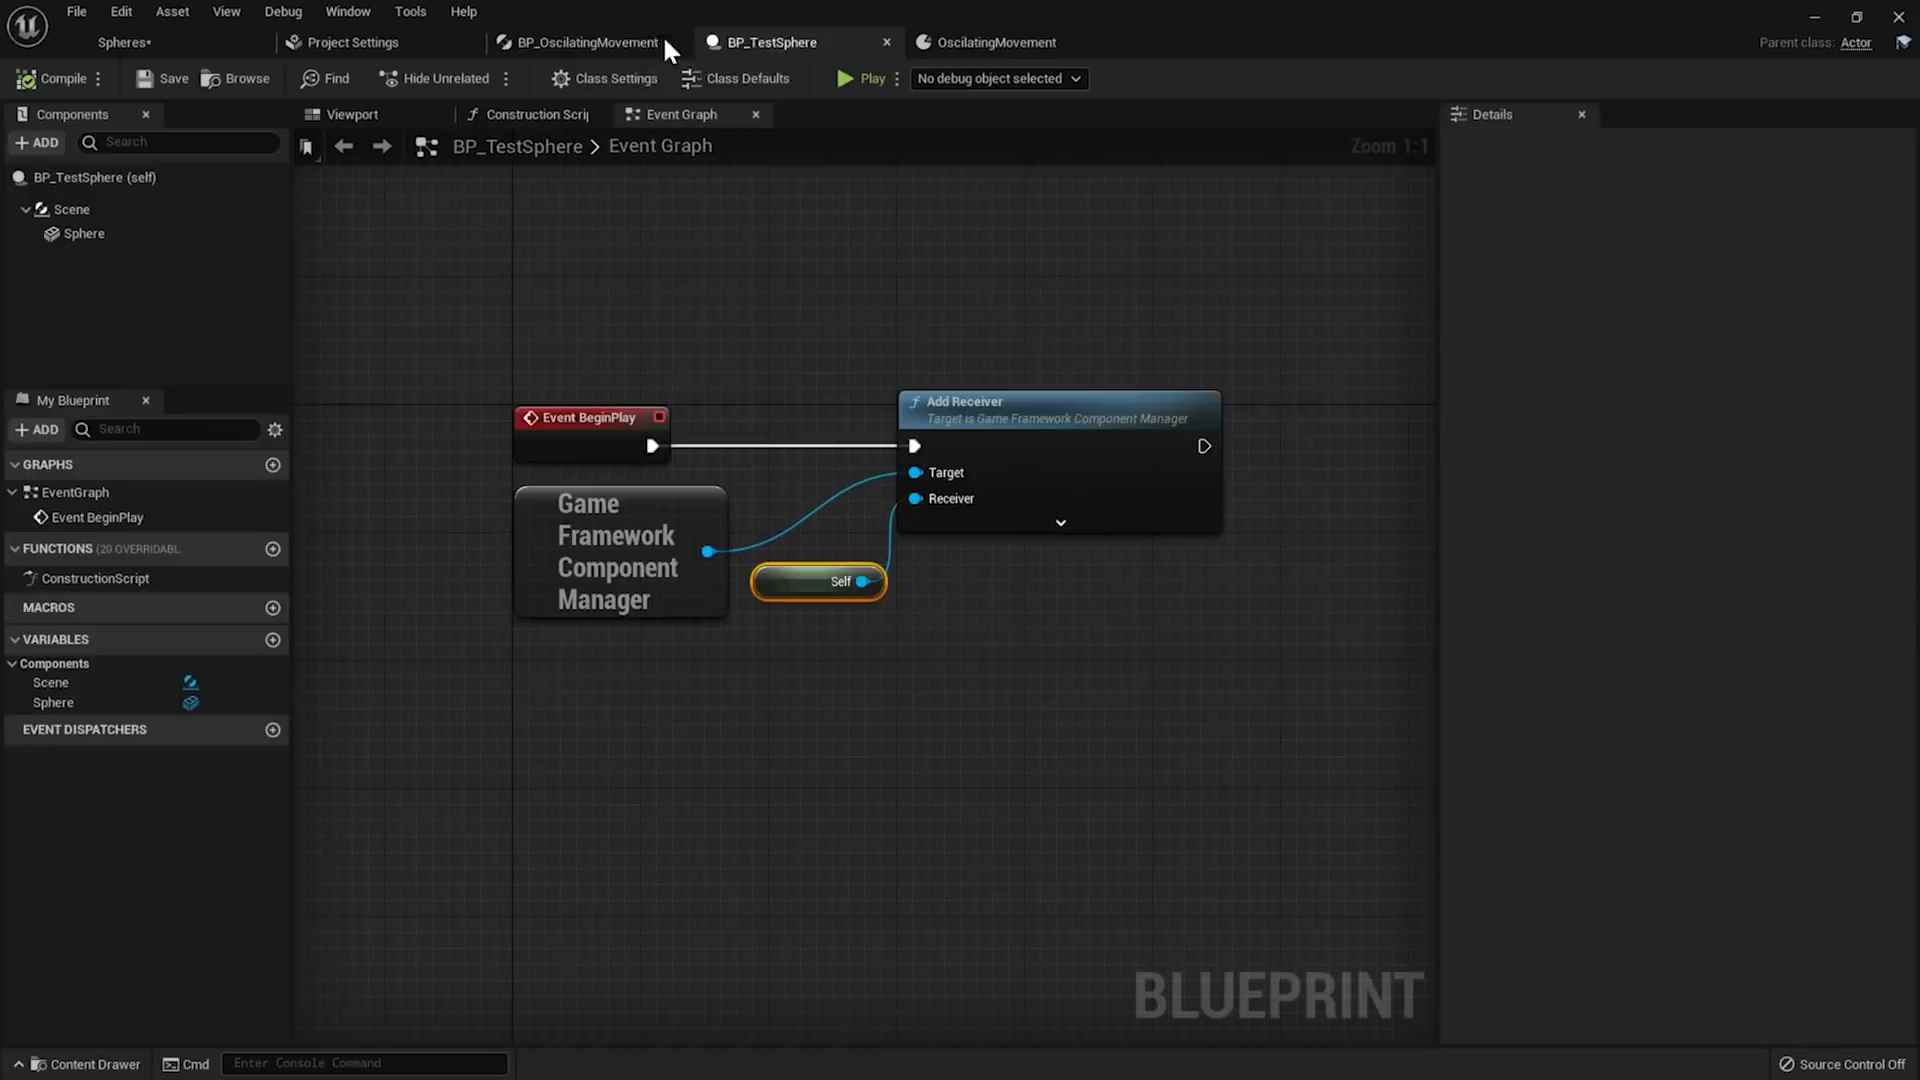 File Edit Asset View Debug Window Tools Help
Spheres*
Project Settings
BP_OscilatingMovement
BP_TestSphere
OscilatingMovement
Parent class: Actor
Compile
Save
Browse
Find
Hide Unrelated
Class Settings
Class Defaults
Play
No debug object selected
Components
Viewport
Construction Scri
Event Graph
Details
+ ADD
Search
BP_TestSphere > Event Graph
Zoom 1:1
BP_TestSphere (self)
Scene
Sphere
My Blueprint
+ ADD
Search
GRAPHS
EventGraph
Event BeginPlay
FUNCTIONS (20 OVERRIDABL
ConstructionScript
MACROS
VARIABLES
Components
Scene
Sphere
EVENT DISPATCHERS
Event BeginPlay
Game
Framework
Component
Manager
Self
Add Receiver
Target is Game Framework Component Manager
Target
Receiver
BLUEPRINT
Content Drawer
Cmd
Enter Console Command
Source Control Off